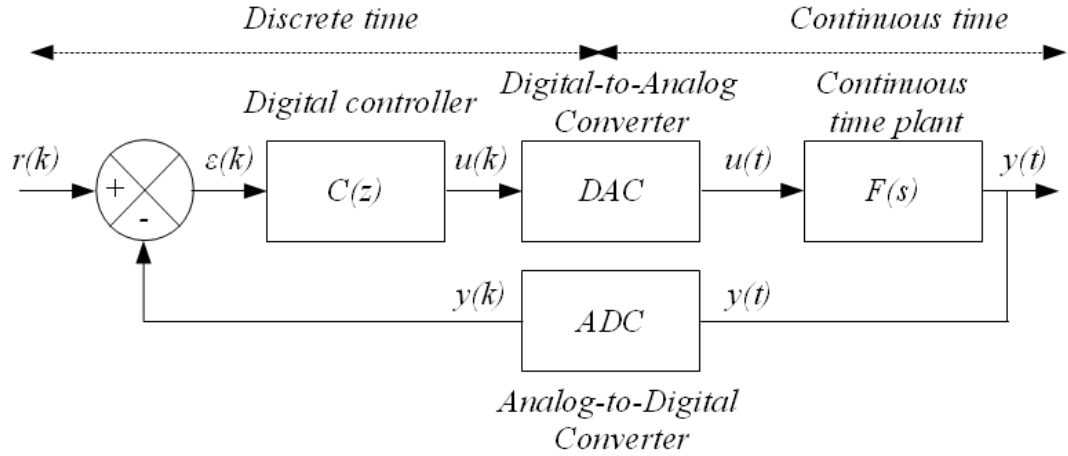 Discrete time
Continuous time
Digital controller
Digital-to-Analog
Converter
Continuous
time plant
r(k)
+
-
ε(k)
C(z)
u(k)
DAC
u(t)
F(s)
y(t)
y(k)
ADC
y(t)
Analog-to-Digital
Converter